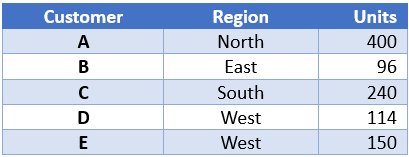 Customer Region Units
A North 400
B East 96
C South 240
D West 114
E West 150